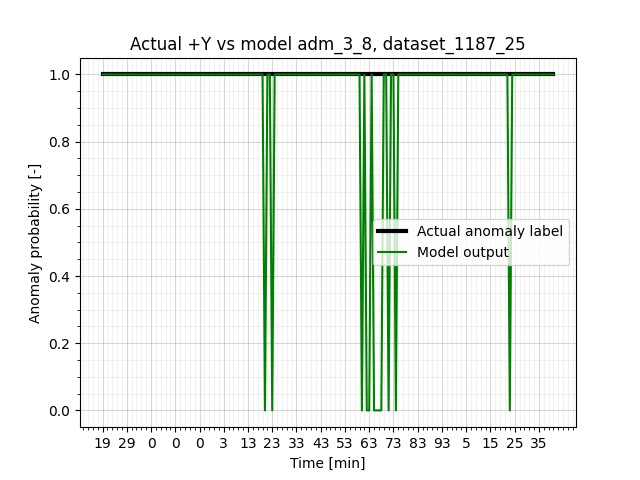 Actual +Y vs model adm_3_8, dataset_1187_25
Anomaly probability [-]
1.0
0.8
0.6
0.4
0.2
0.0
Actual anomaly label
Model output
19 29 0 0 0 3 13 23 33 43 53 63 73 83 93 5 15 25 35
Time [min]